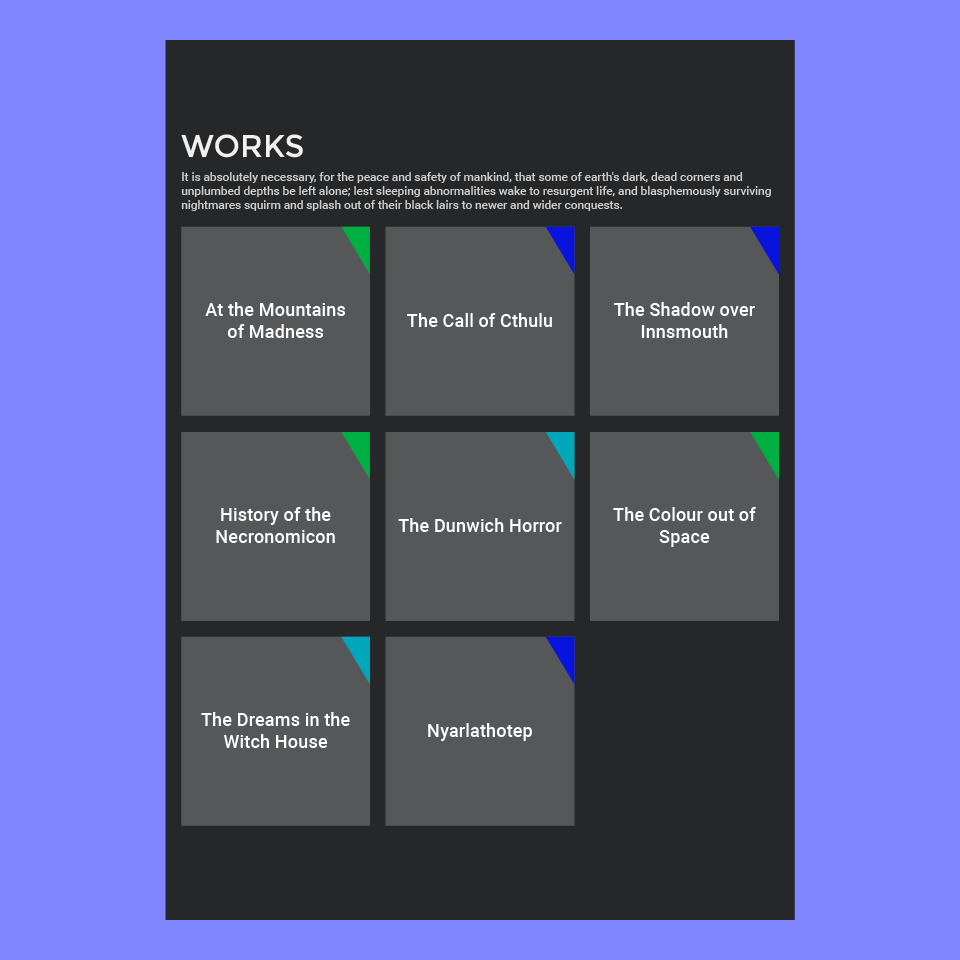 WORKS
It is absolutely necessary, for the peace and safety of mankind, that some of earth's dark, dead corners and
unplumbed depths be left alone; lest sleeping abnormalities wake to resurgent life, and blasphemously surviving
nightmares squirm and splash out of their black lairs to newer and wider conquests.
At the Mountains
of Madness
The Call of Cthulu
The Shadow over
Innsmouth
History of the
Necronomicon
The Dunwich Horror
The Colour out of
Space
The Dreams in the
Witch House
Nyarlathotep